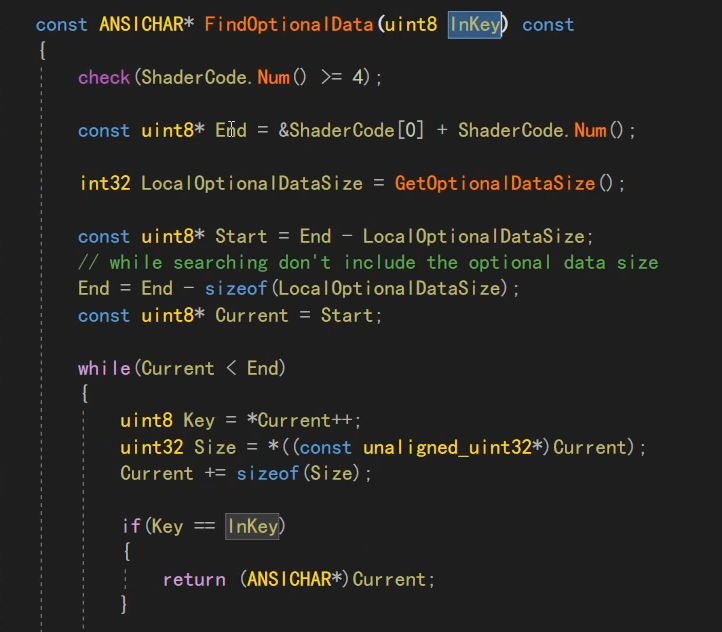 const ANSICHAR* FindOptionalData(uint8 InKey) const
{
check(ShaderCode.Num() >= 4);
const uint8* End = &ShaderCode[0] + ShaderCode.Num();
int32 LocalOptionalDataSize = GetOptionalDataSize();
const uint8* Start = End - LocalOptionalDataSize;
// while searching don't include the optional data size
End = End - sizeof(LocalOptionalDataSize);
const uint8* Current = Start;
while(Current < End)
{
uint8 Key = *Current++;
uint32 Size = *((const unaligned_uint32*)Current);
Current += sizeof(Size);
if(Key == InKey)
{
return (ANSICHAR*)Current;
}